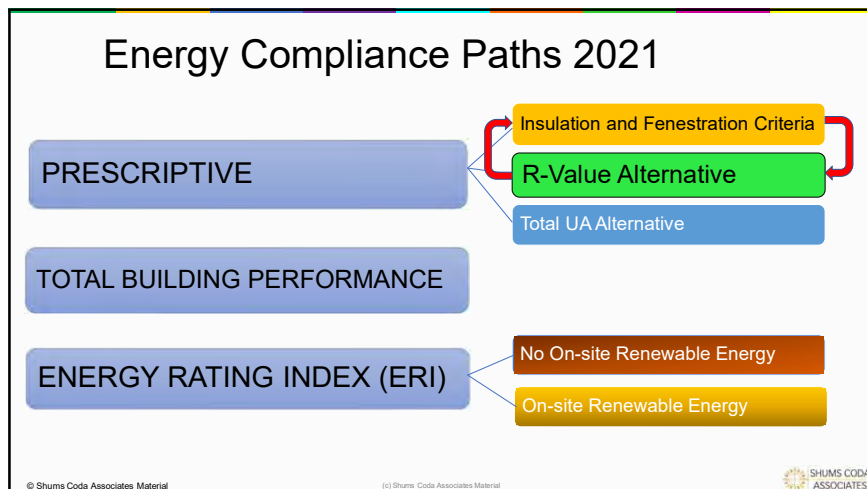 Energy Compliance Paths 2021
Insulation and Fenestration Criteria
PRESCRIPTIVE
R-Value Alternative
Total UA Alternative
TOTAL BUILDING PERFORMANCE
No On-site Renewable Energy
ENERGY RATING INDEX (ERI)
On-site Renewable Energy
© Shums Coda Associates Material
(c) Shums Coda Associates Material
SHUMS CODA
ASSOCIATES